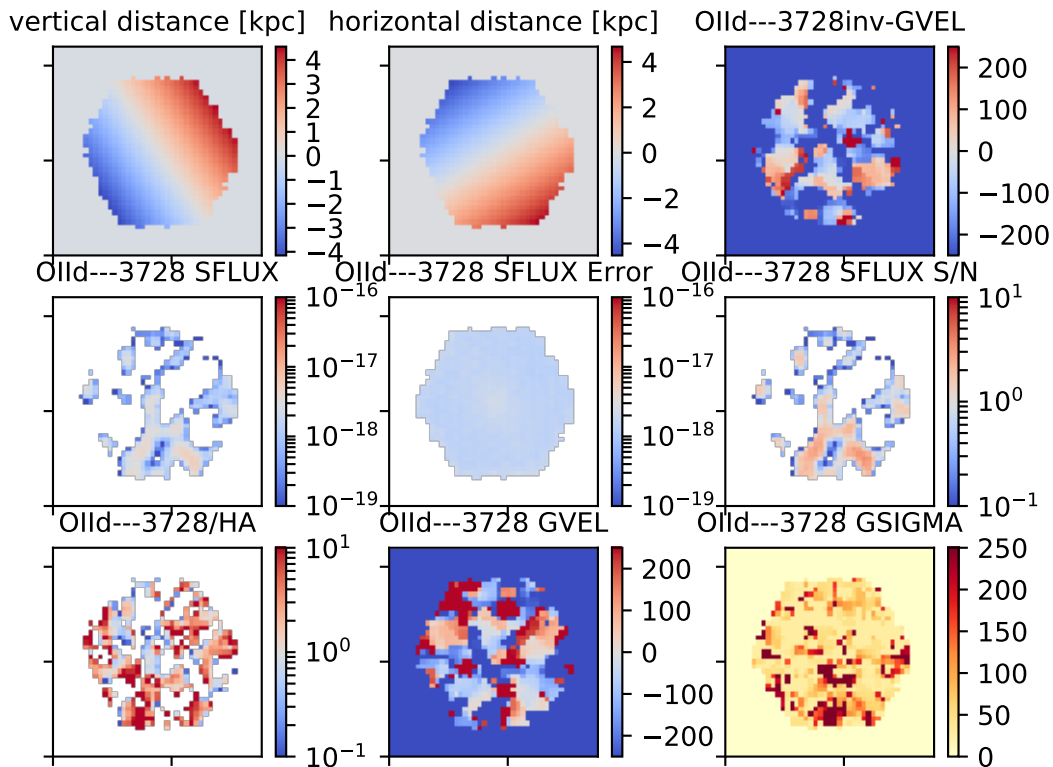 vertical distance [kpc] horizontal distance [kpc] OIId---3728inv-GVEL
4 3 2 1 0 −1 −2 −3 −4
4 2 0 −2 −4
200 100 0 −100 −200
OIId---3728 SFLUX OIId---3728 SFLUX Error OIId---3728 SFLUX S/N
10^−16 10^−17 10^−18 10^−19
10^−16 10^−17 10^−18 10^−19
10^1 10^0 10^−1
OIId---3728/HA OIId---3728 GVEL OIId---3728 GSIGMA
10^1 10^0 10^−1
200 100 0 −100 −200
250 200 150 100 50 0